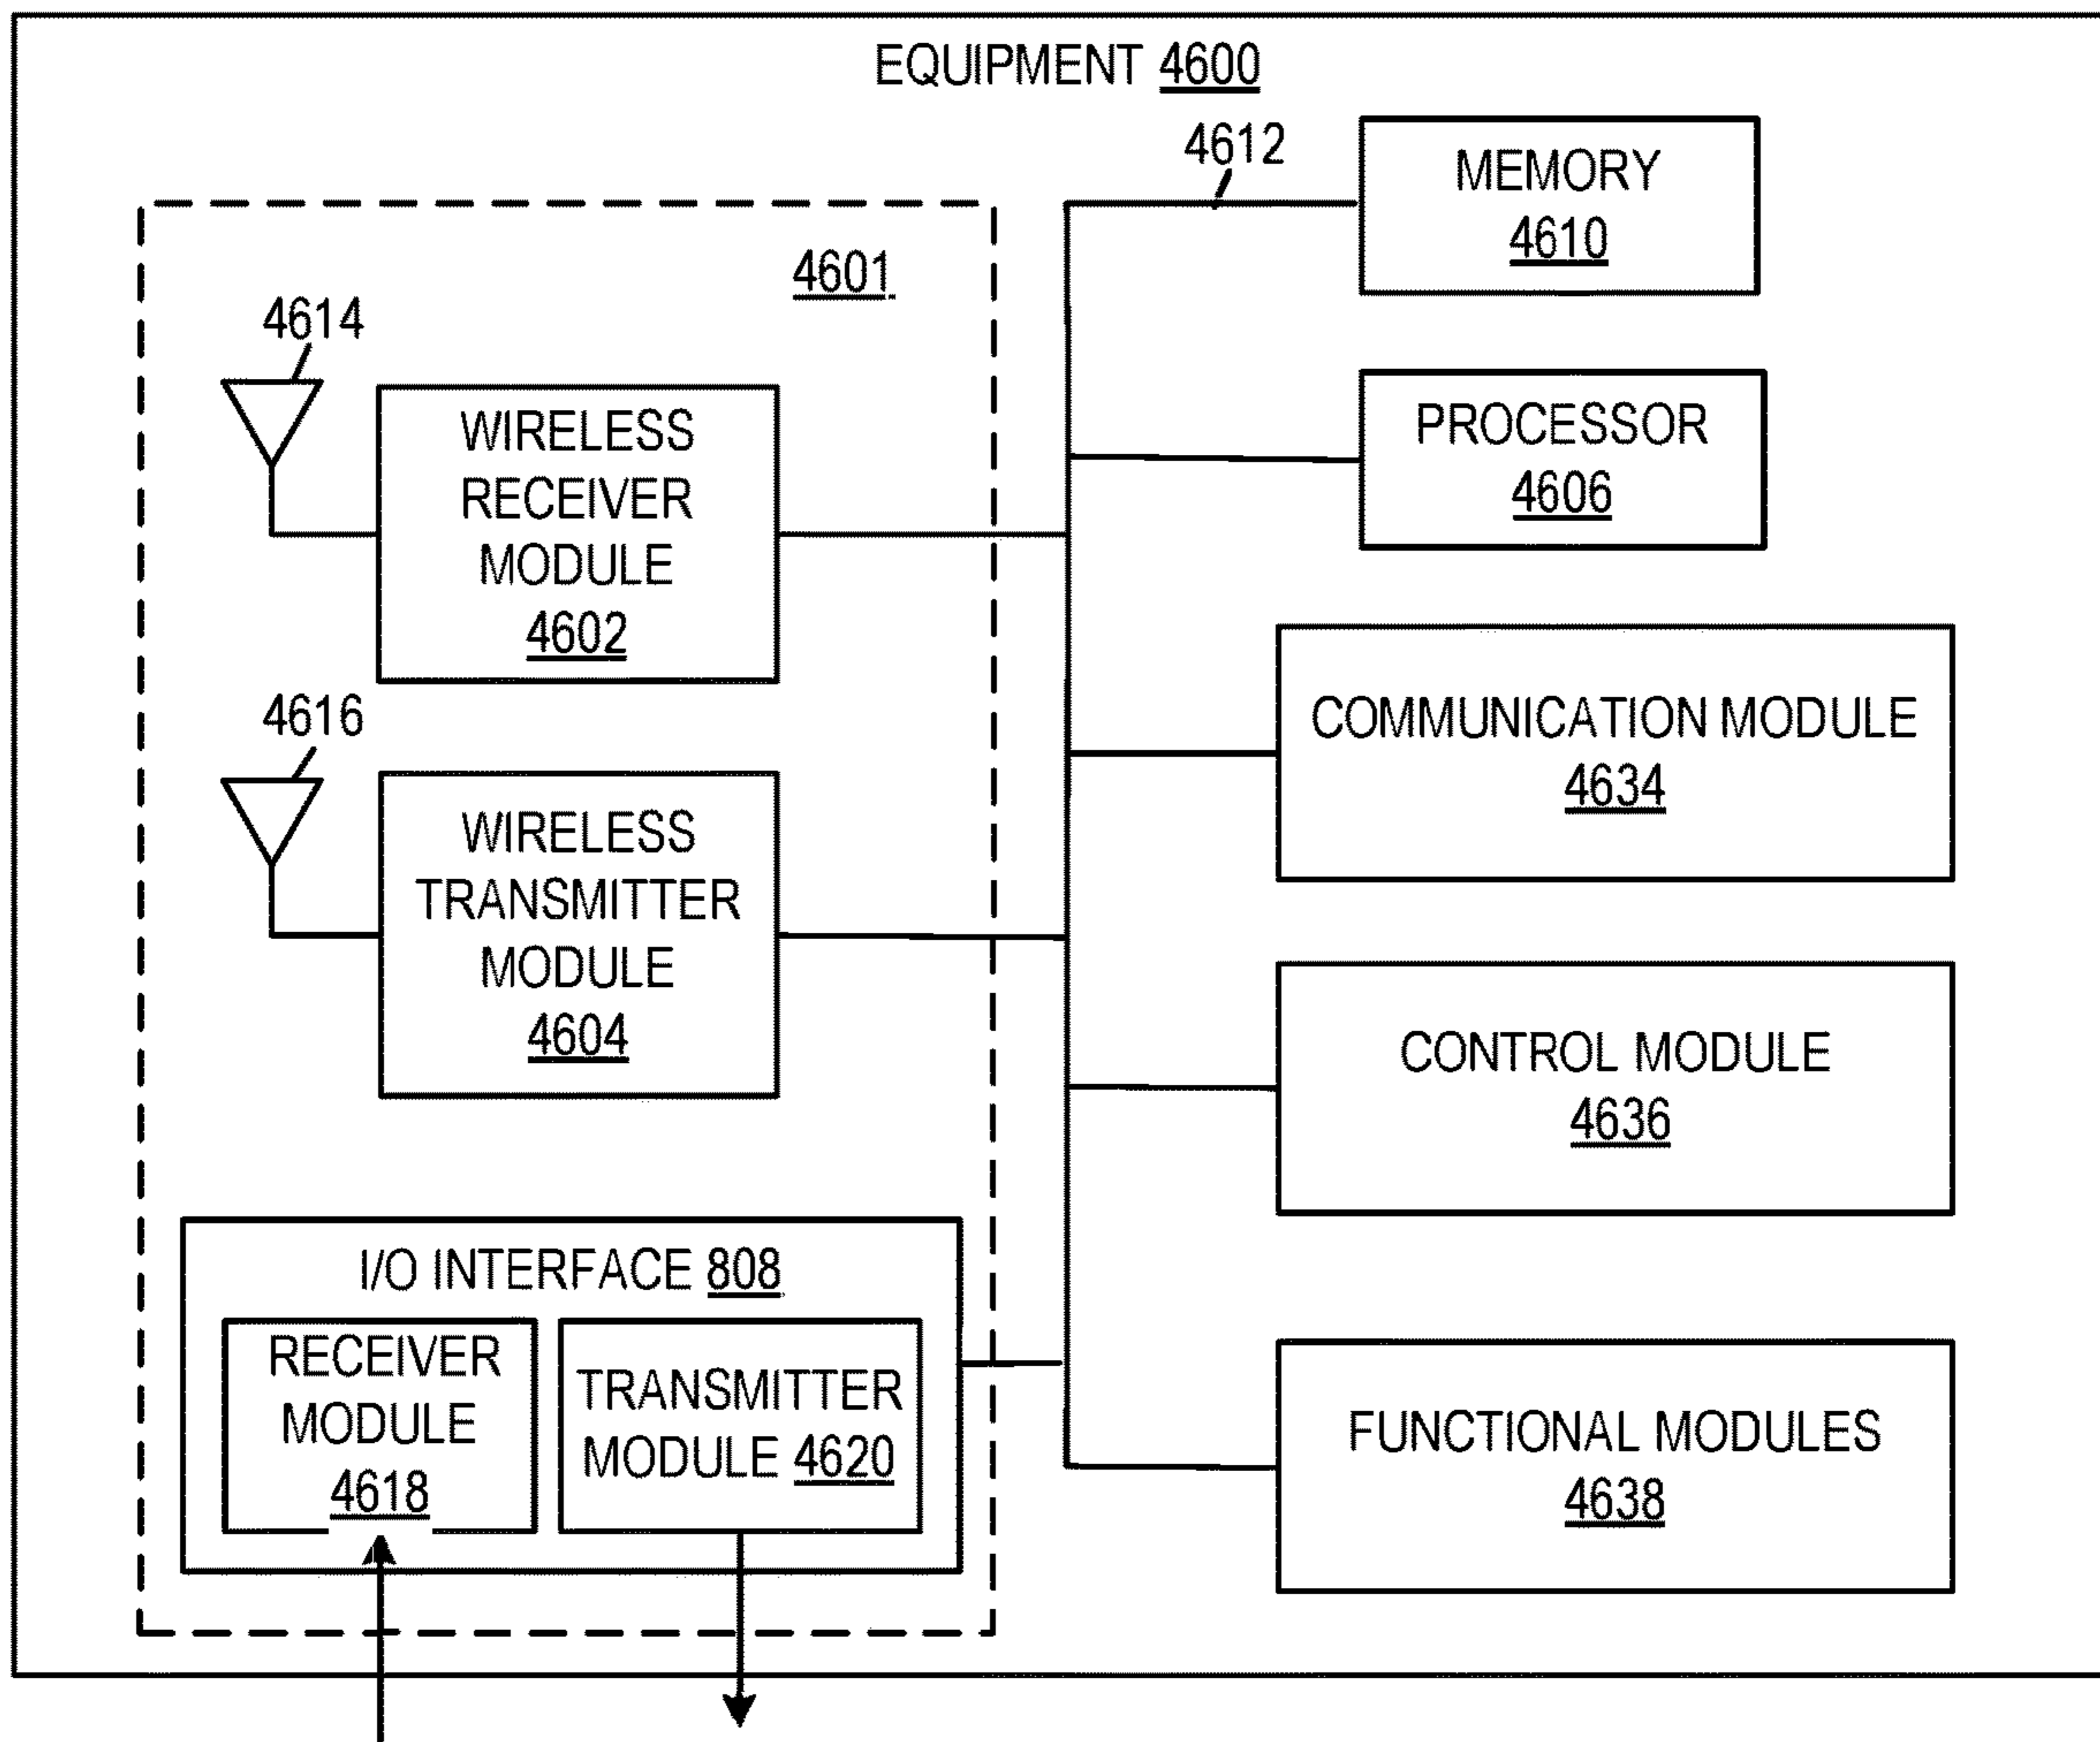 EQUIPMENT 4600
4612
MEMORY
4610
4601
4614
WIRELESS
RECEIVER
MODULE
4602
PROCESSOR
4606
4616
WIRELESS
TRANSMITTER
MODULE
4604
COMMUNICATION MODULE
4634
CONTROL MODULE
4636
I/O INTERFACE 808
RECEIVER
MODULE
4618
TRANSMITTER
MODULE 4620
FUNCTIONAL MODULES
4638